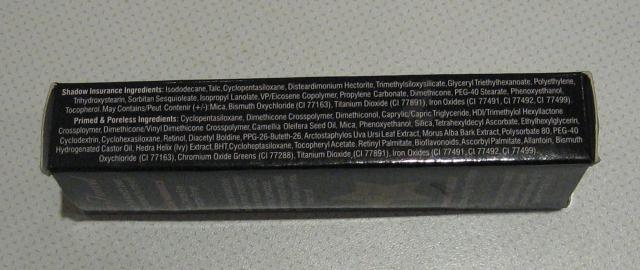 Shadow Insurance Ingredients: Isododecane, Talc, Cyclopentasiloxane, Disteardimonium Hectorite, Trimethylsiloxysilicate, Glyceryl Triethylhexanoate, Polyethylene,
Trihydroxystearin, Sorbitan Sesquioleate, Isopropyl Lanolate, VP/Eicosene Copolymer, Propylene Carbonate, Dimethicone, PEG-40 Stearate, Phenoxyethanol,
Tocopherol. May Contains/Peut Contenir (+/-): Mica, Bismuth Oxychloride (CI 77163), Titanium Dioxide (CI 77891), Iron Oxides (CI 77491, CI 77492, CI 77499).
Primed & Poreless Ingredients: Cyclopentasiloxane, Dimethicone Crosspolymer, Dimethiconol, Caprylic/Capric Triglyceride, HDI/Trimethylol Hexyllactone
Crosspolymer, Dimethicone/Vinyl Dimethicone Crosspolymer, Camellia Oleifera Seed Oil, Mica, Phenoxyethanol, Silica, Tetrahexyldecyl Ascorbate, Ethylhexylglycerin,
Cyclodextrin, Cyclohexasiloxane, Retinol, Diacetyl Boldine, PPG-26-Buteth-26, Arctostaphylos Uva Ursi Leaf Extract, Morus Alba Bark Extract, Polysorbate 80, PEG-40
Hydrogenated Castor Oil, Hedra Helix (Ivy) Extract, BHT, Cycloheptasiloxane, Tocopheryl Acetate, Retinyl Palmitate, Bioflavonoids, Ascorbyl Palmitate, Allantoin, Bismuth
Oxychloride (CI 77163), Chromium Oxide Greens (CI 77288), Titanium Dioxide (CI 77891), Iron Oxides (CI 77491, CI 77492, CI 77499).